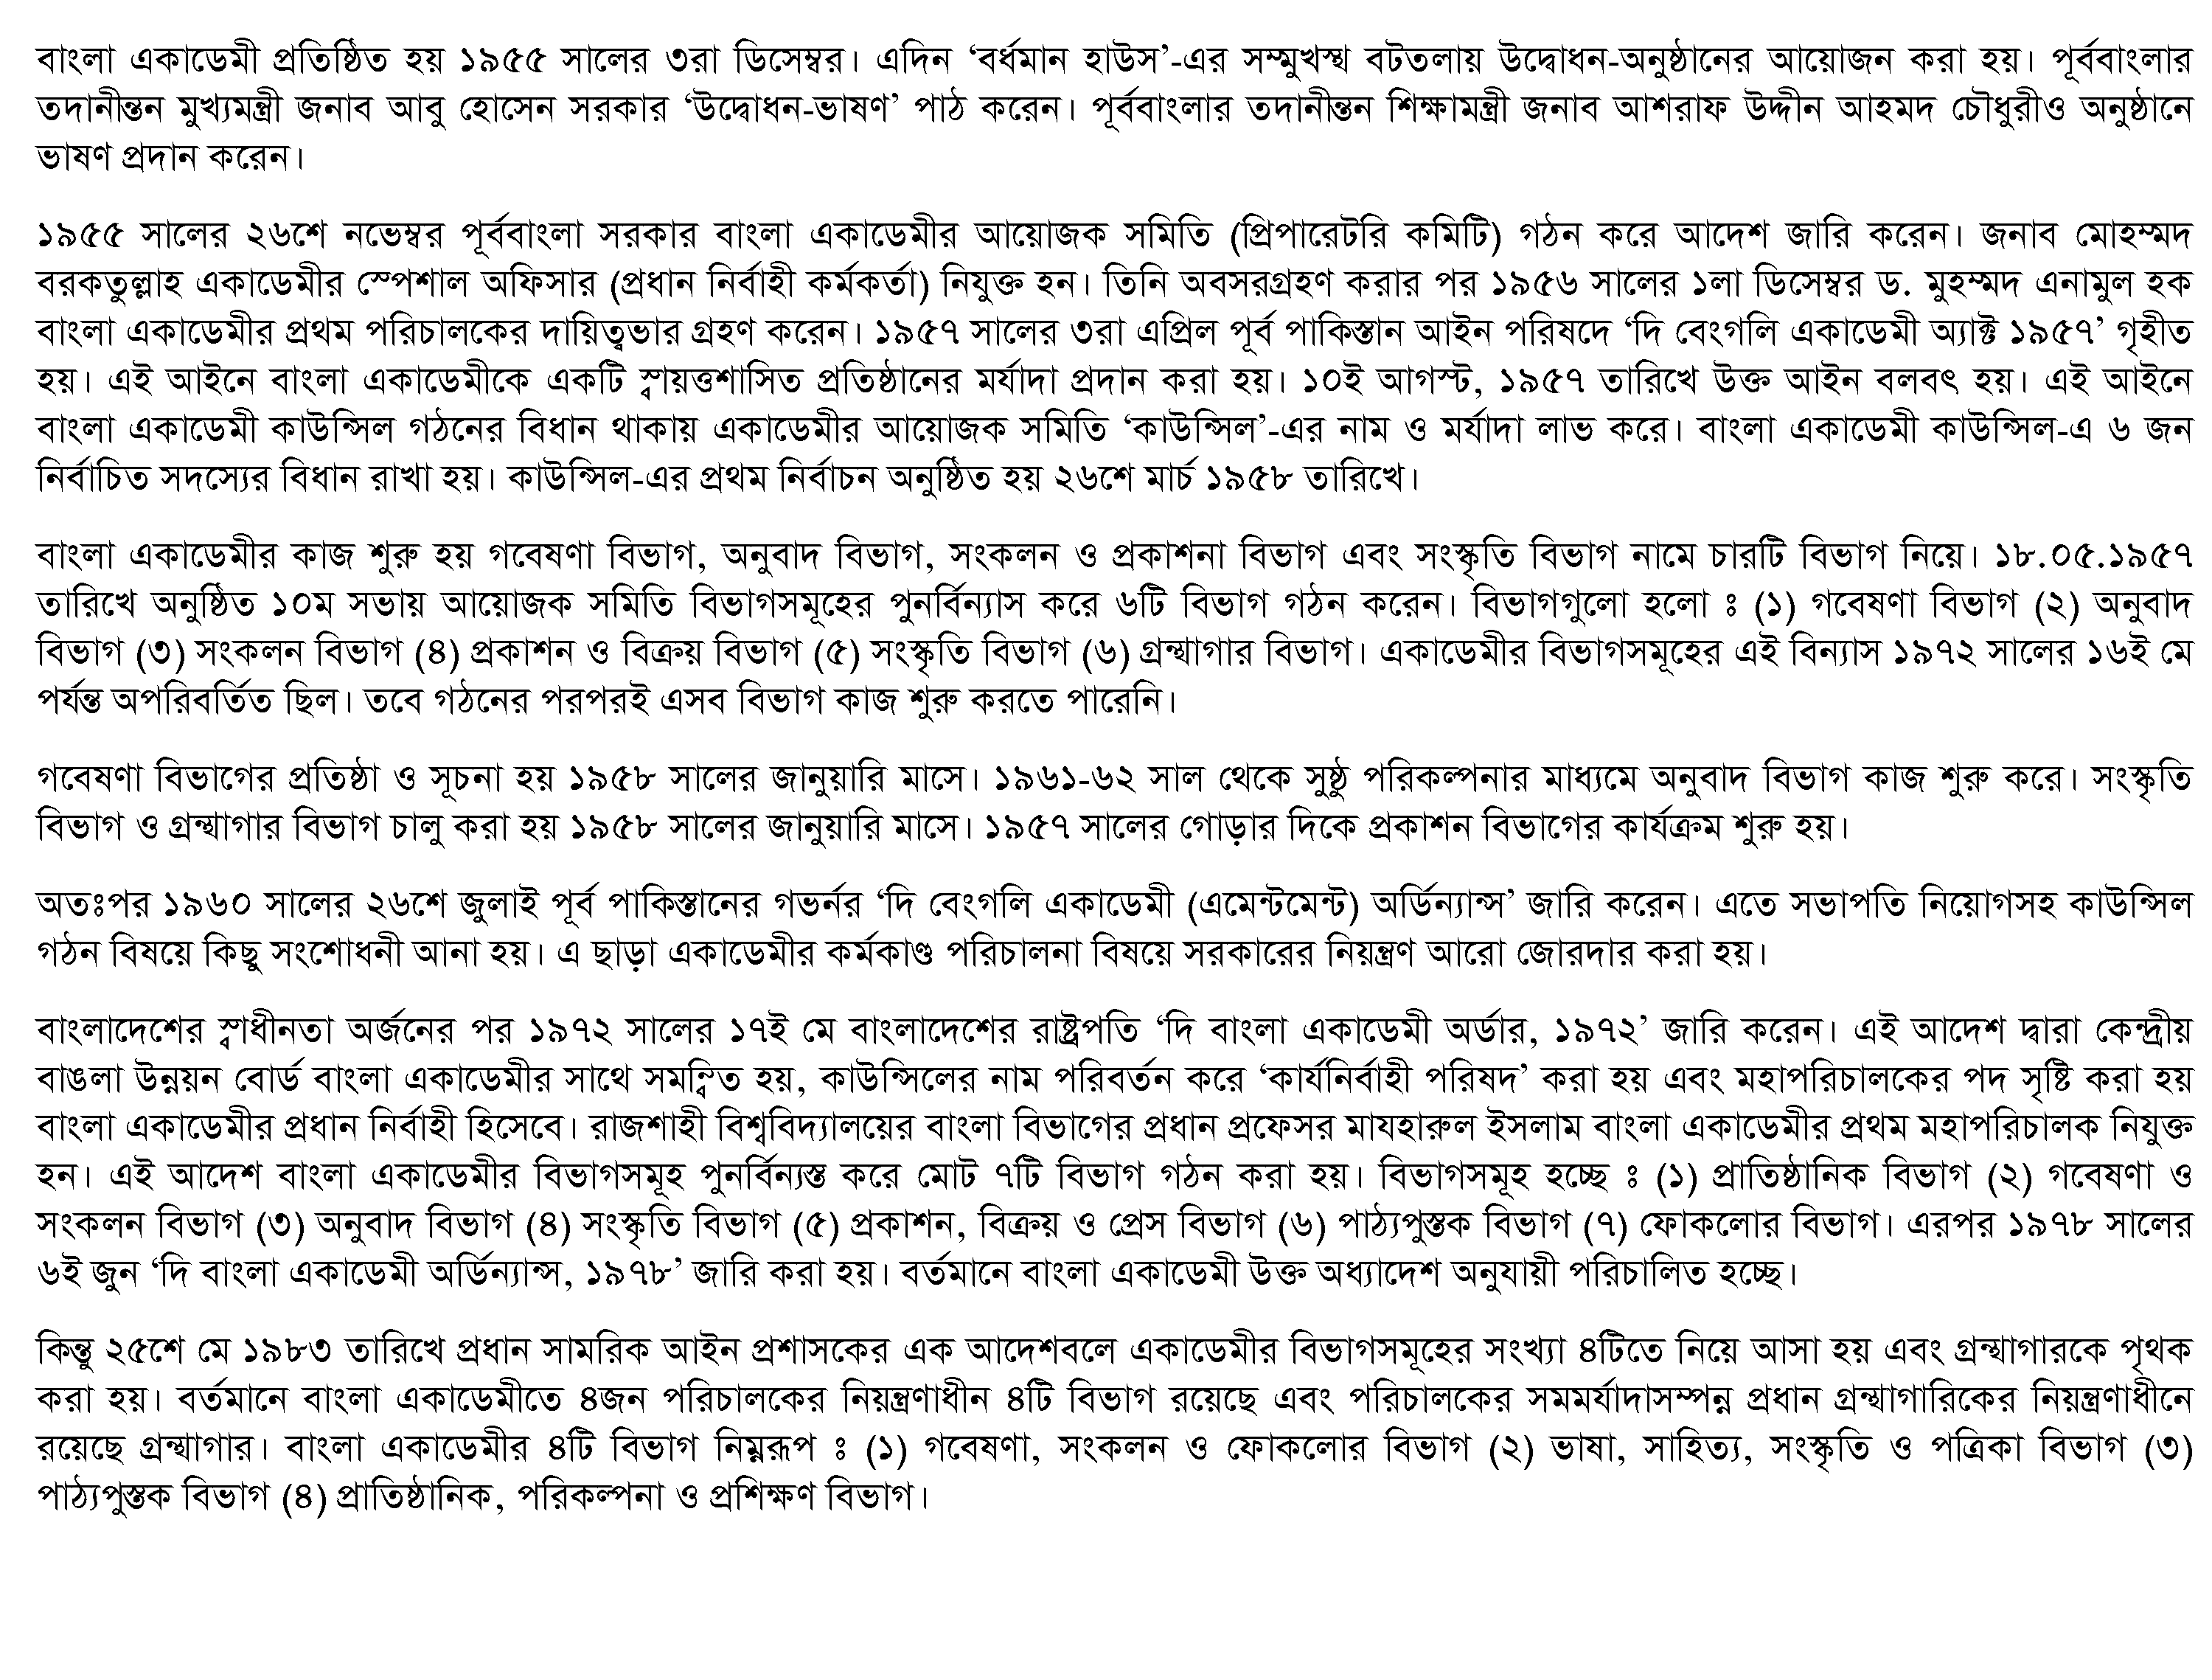 বাংলা একাডেমী প্রতিষ্ঠিত হয় ১৯৫৫ সালের ৩রা ডিসেম্বর। এদিন ‘বর্ধমান হাউস’-এর সম্মুখস্থ বটতলায় উদ্বোধন-অনুষ্ঠানের আয়োজন করা হয়। পূর্ববাংলার
তদানীন্তন মুখ্যমন্ত্রী জনাব আবু হোসেন সরকার ‘উদ্বোধন-ভাষণ’ পাঠ করেন। পূর্ববাংলার তদানীন্তন শিক্ষামন্ত্রী জনাব আশরাফ উদ্দীন আহমদ চৌধুরীও অনুষ্ঠানে
ভাষণ প্রদান করেন।
১৯৫৫ সালের ২৬শে নভেম্বর পূর্ববাংলা সরকার বাংলা একাডেমীর আয়োজক সমিতি (প্রিপারেটরি কমিটি) গঠন করে আদেশ জারি করেন। জনাব মোহম্মদ
বরকতুল্লাহ একাডেমীর স্পেশাল অফিসার (প্রধান নির্বাহী কর্মকর্তা) নিযুক্ত হন। তিনি অবসরগ্রহণ করার পর ১৯৫৬ সালের ১লা ডিসেম্বর ড. মুহম্মদ এনামুল হক
বাংলা একাডেমীর প্রথম পরিচালকের দায়িত্বভার গ্রহণ করেন। ১৯৫৭ সালের ৩রা এপ্রিল পূর্ব পাকিস্তান আইন পরিষদে ‘দি বেংগলি একাডেমী অ্যাক্ট ১৯৫৭’ গৃহীত
হয়। এই আইনে বাংলা একাডেমীকে একটি স্বায়ত্তশাসিত প্রতিষ্ঠানের মর্যাদা প্রদান করা হয়। ১০ই আগস্ট, ১৯৫৭ তারিখে উক্ত আইন বলবৎ হয়। এই আইনে
বাংলা একাডেমী কাউন্সিল গঠনের বিধান থাকায় একাডেমীর আয়োজক সমিতি ‘কাউন্সিল’-এর নাম ও মর্যাদা লাভ করে। বাংলা একাডেমী কাউন্সিল-এ ৬ জন
নির্বাচিত সদস্যের বিধান রাখা হয়। কাউন্সিল-এর প্রথম নির্বাচন অনুষ্ঠিত হয় ২৬শে মার্চ ১৯৫৮ তারিখে।
বাংলা একাডেমীর কাজ শুরু হয় গবেষণা বিভাগ, অনুবাদ বিভাগ, সংকলন ও প্রকাশনা বিভাগ এবং সংস্কৃতি বিভাগ নামে চারটি বিভাগ নিয়ে। ১৮.০৫.১৯৫৭
তারিখে অনুষ্ঠিত ১০ম সভায় আয়োজক সমিতি বিভাগসমূহের পুনর্বিন্যাস করে ৬টি বিভাগ গঠন করেন। বিভাগগুলো হলো ঃ (১) গবেষণা বিভাগ (২) অনুবাদ
বিভাগ (৩) সংকলন বিভাগ (৪) প্রকাশন ও বিক্রয় বিভাগ (৫) সংস্কৃতি বিভাগ (৬) গ্রন্থাগার বিভাগ। একাডেমীর বিভাগসমূহের এই বিন্যাস ১৯৭২ সালের ১৬ই মে
পর্যন্ত অপরিবর্তিত ছিল। তবে গঠনের পরপরই এসব বিভাগ কাজ শুরু করতে পারেনি।
গবেষণা বিভাগের প্রতিষ্ঠা ও সূচনা হয় ১৯৫৮ সালের জানুয়ারি মাসে। ১৯৬১-৬২ সাল থেকে সুষ্ঠু পরিকল্পনার মাধ্যমে অনুবাদ বিভাগ কাজ শুরু করে। সংস্কৃতি
বিভাগ ও গ্রন্থাগার বিভাগ চালু করা হয় ১৯৫৮ সালের জানুয়ারি মাসে। ১৯৫৭ সালের গোড়ার দিকে প্রকাশন বিভাগের কার্যক্রম শুরু হয়।
অতঃপর ১৯৬০ সালের ২৬শে জুলাই পূর্ব পাকিস্তানের গভর্নর ‘দি বেংগলি একাডেমী (এমেন্টমেন্ট) অর্ডিন্যান্স’ জারি করেন। এতে সভাপতি নিয়োগসহ কাউন্সিল
গঠন বিষয়ে কিছু সংশোধনী আনা হয়। এ ছাড়া একাডেমীর কর্মকাণ্ড পরিচালনা বিষয়ে সরকারের নিয়ন্ত্রণ আরো জোরদার করা হয়।
বাংলাদেশের স্বাধীনতা অর্জনের পর ১৯৭২ সালের ১৭ই মে বাংলাদেশের রাষ্ট্রপতি ‘দি বাংলা একাডেমী অর্ডার, ১৯৭২’ জারি করেন। এই আদেশ দ্বারা কেন্দ্রীয়
বাঙলা উন্নয়ন বোর্ড বাংলা একাডেমীর সাথে সমন্বিত হয়, কাউন্সিলের নাম পরিবর্তন করে ‘কার্যনির্বাহী পরিষদ’ করা হয় এবং মহাপরিচালকের পদ সৃষ্টি করা হয়
বাংলা একাডেমীর প্রধান নির্বাহী হিসেবে। রাজশাহী বিশ্ববিদ্যালয়ের বাংলা বিভাগের প্রধান প্রফেসর মাযহারুল ইসলাম বাংলা একাডেমীর প্রথম মহাপরিচালক নিযুক্ত
হন। এই আদেশ বাংলা একাডেমীর বিভাগসমূহ পুনর্বিন্যস্ত করে মোট ৭টি বিভাগ গঠন করা হয়। বিভাগসমূহ হচ্ছে ঃ (১) প্রাতিষ্ঠানিক বিভাগ (২) গবেষণা ও
সংকলন বিভাগ (৩) অনুবাদ বিভাগ (৪) সংস্কৃতি বিভাগ (৫) প্রকাশন, বিক্রয় ও প্রেস বিভাগ (৬) পাঠ্যপুস্তক বিভাগ (৭) ফোকলোর বিভাগ। এরপর ১৯৭৮ সালের
৬ই জুন ‘দি বাংলা একাডেমী অর্ডিন্যান্স, ১৯৭৮’ জারি করা হয়। বর্তমানে বাংলা একাডেমী উক্ত অধ্যাদেশ অনুযায়ী পরিচালিত হচ্ছে।
কিন্তু ২৫শে মে ১৯৮৩ তারিখে প্রধান সামরিক আইন প্রশাসকের এক আদেশবলে একাডেমীর বিভাগসমূহের সংখ্যা ৪টিতে নিয়ে আসা হয় এবং গ্রন্থাগারকে পৃথক
করা হয়। বর্তমানে বাংলা একাডেমীতে ৪জন পরিচালকের নিয়ন্ত্রণাধীন ৪টি বিভাগ রয়েছে এবং পরিচালকের সমমর্যাদাসম্পন্ন প্রধান গ্রন্থাগারিকের নিয়ন্ত্রণাধীনে
রয়েছে গ্রন্থাগার। বাংলা একাডেমীর ৪টি বিভাগ নিম্নরূপ ঃ (১) গবেষণা, সংকলন ও ফোকলোর বিভাগ (২) ভাষা, সাহিত্য, সংস্কৃতি ও পত্রিকা বিভাগ (৩)
পাঠ্যপুস্তক বিভাগ (৪) প্রাতিষ্ঠানিক, পরিকল্পনা ও প্রশিক্ষণ বিভাগ।